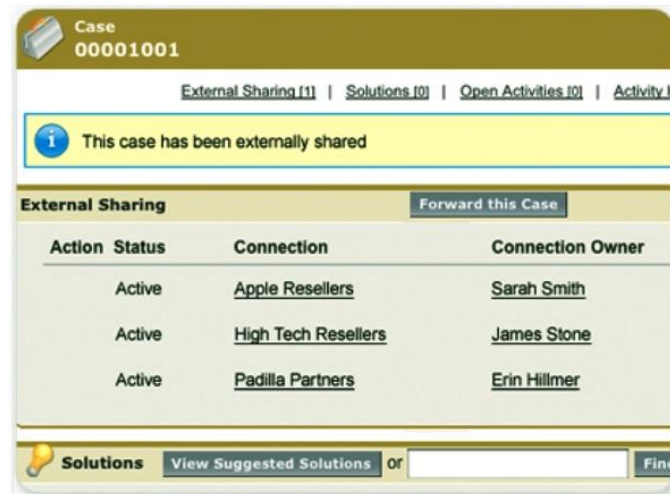 Case
00001001
External Sharing [1] | Solutions [0] | Open Activities [0] | Activity
This case has been externally shared
External Sharing Forward this Case
Action Status Connection Connection Owner
Active Apple Resellers Sarah Smith
Active High Tech Resellers James Stone
Active Padilla Partners Erin Hillmer
Solutions View Suggested Solutions or